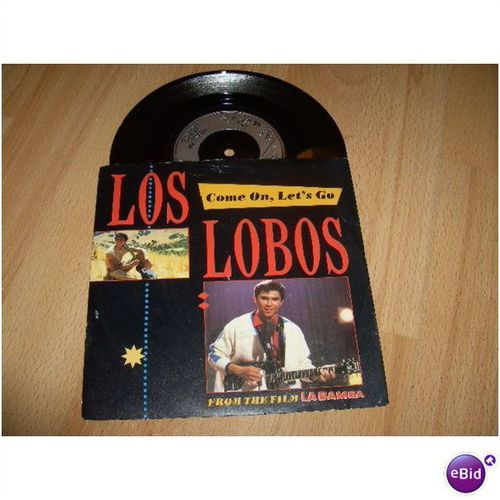 LOS
Come On, Let's Go
LOBOS
FROM THE FILM LA BAMBA
eBid